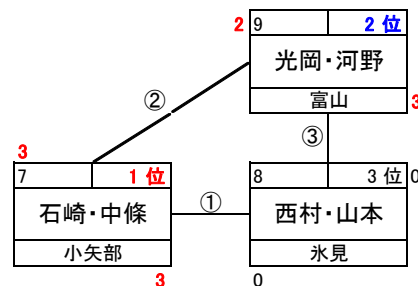 2 9 2 位
光岡・河野
富山 3
②
③
3
7 1 位
石崎・中條
小矢部
3
①
8 3 位 0
西村・山本
氷見
0